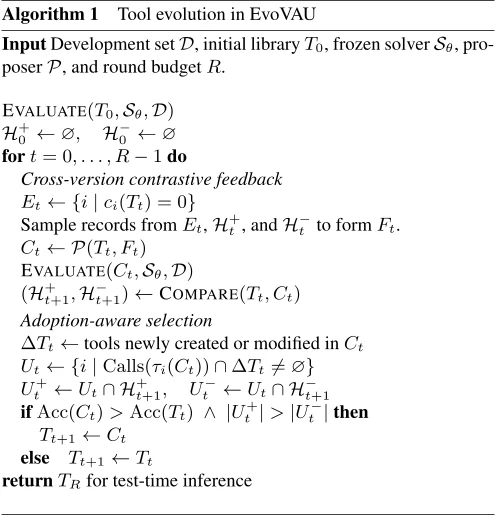 Algorithm 1 Tool evolution in EvoVAU
Input Development set 𝒟, initial library T₀, frozen solver 𝒮_θ, pro-
poser 𝒫, and round budget R.
EVALUATE(T₀, 𝒮_θ, 𝒟)
ℋ₀⁺ ← ∅, ℋ₀⁻ ← ∅
for t = 0, . . . , R − 1 do
Cross-version contrastive feedback
E_t ← {i | c_i(T_t) = 0}
Sample records from E_t, ℋ_t⁺, and ℋ_t⁻ to form F_t.
C_t ← 𝒫(T_t, F_t)
EVALUATE(C_t, 𝒮_θ, 𝒟)
(ℋ_{t+1}⁺, ℋ_{t+1}⁻) ← COMPARE(T_t, C_t)
Adoption-aware selection
ΔT_t ← tools newly created or modified in C_t
U_t ← {i | Calls(τ_i(C_t)) ∩ ΔT_t ≠ ∅}
U_t⁺ ← U_t ∩ ℋ_{t+1}⁺, U_t⁻ ← U_t ∩ ℋ_{t+1}⁻
if Acc(C_t) > Acc(T_t) ∧ |U_t⁺| > |U_t⁻| then
T_{t+1} ← C_t
else T_{t+1} ← T_t
return T_R for test-time inference